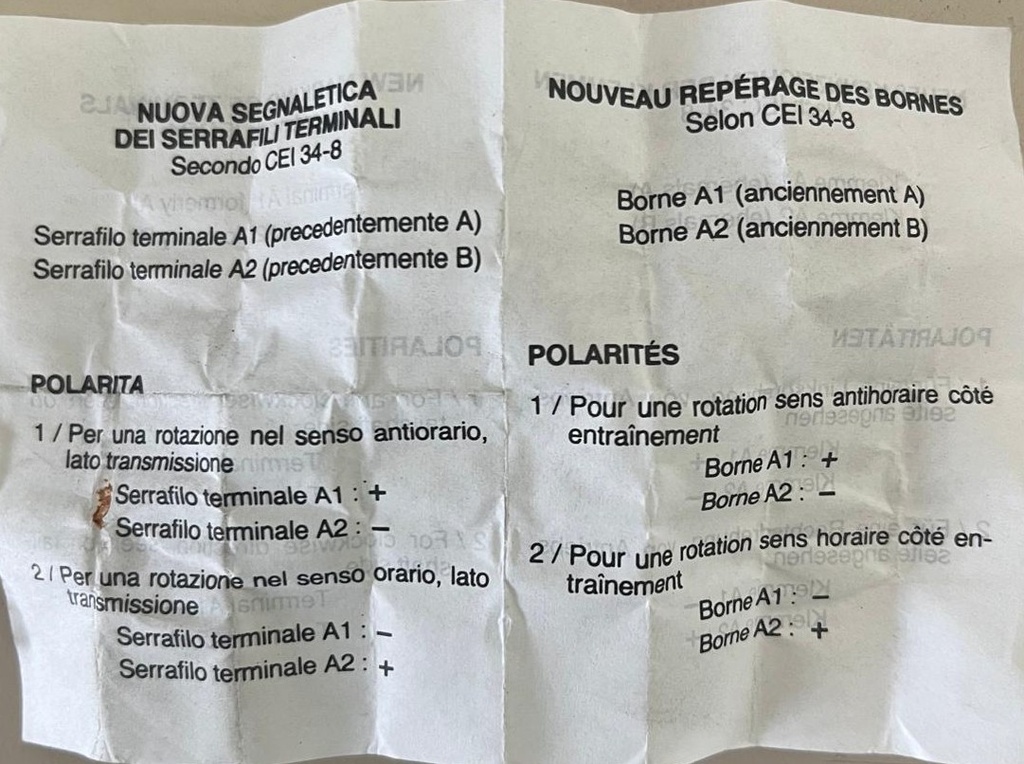 NUOVA SEGNALETICA
DEI SERRAFILI TERMINALI
Secondo CEI 34-8
Serrafilo terminale A1 (precedentemente A)
Serrafilo terminale A2 (precedentemente B)
POLARITA
1 / Per una rotazione nel senso antiorario,
lato transmissione
Serrafilo terminale A1 : +
Serrafilo terminale A2 : –
2 / Per una rotazione nel senso orario, lato
transmissione
Serrafilo terminale A1 : –
Serrafilo terminale A2 : +
NOUVEAU REPÉRAGE DES BORNES
Selon CEI 34-8
Borne A1 (anciennement A)
Borne A2 (anciennement B)
POLARITÉS
1 / Pour une rotation sens antihoraire côté
entraînement
Borne A1 : +
Borne A2 : –
2 / Pour une rotation sens horaire côté en-
traînement
Borne A1 : –
Borne A2 : +